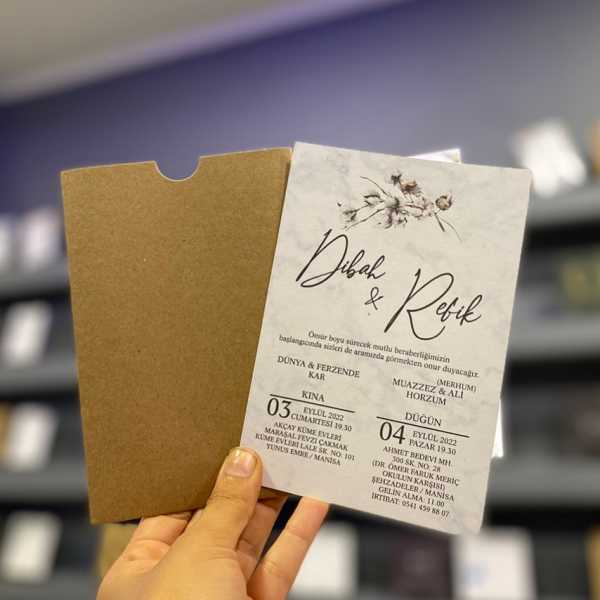 Dibah
&
Refik
Ömür boyu sürecek mutlu beraberliğimizin
başlangıcında sizleri de aramızda görmekten onur duyacağız.
DÜNYA & FERZENDE
KAR
(MERHUM)
MUAZZEZ & ALİ
HORZUM
KINA
03 EYLÜL 2022
CUMARTESİ 19.30
AKÇAY KÜME EVLERİ
MARAŞAL FEVZİ ÇAKMAK
KÜME EVLERİ LALE SK. NO: 101
YUNUS EMRE / MANİSA
DÜĞÜN
04 EYLÜL 2022
PAZAR 19.30
AHMET BEDEVİ MH.
300 SK. NO: 28
(DR. ÖMER FARUK MERİÇ
OKULUN KARŞISI)
ŞEHZADELER / MANİSA
GELİN ALMA: 11.00
İRTİBAT: 0541 459 88 07